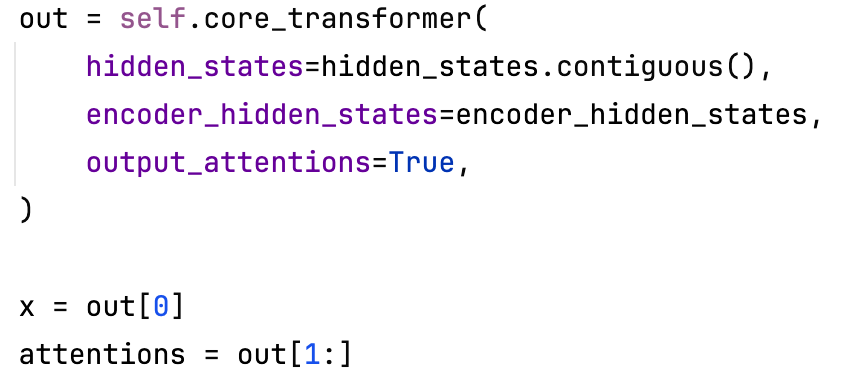 out = self.core_transformer(
    hidden_states=hidden_states.contiguous(),
    encoder_hidden_states=encoder_hidden_states,
    output_attentions=True,
)

x = out[0]
attentions = out[1:]